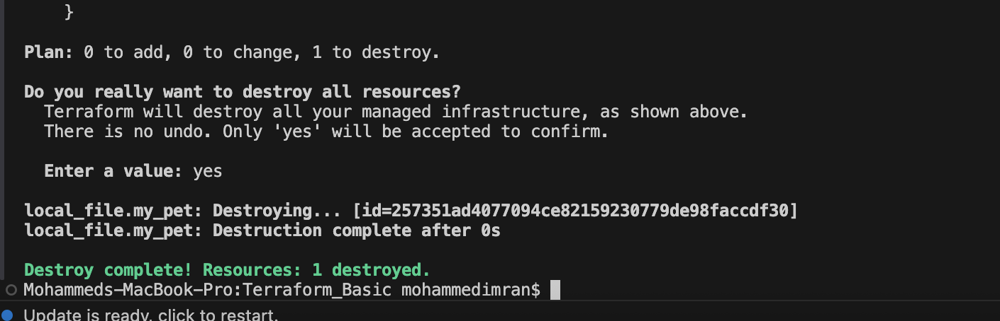 }
Plan: 0 to add, 0 to change, 1 to destroy.
Do you really want to destroy all resources?
Terraform will destroy all your managed infrastructure, as shown above.
There is no undo. Only 'yes' will be accepted to confirm.
Enter a value: yes
local_file.my_pet: Destroying... [id=257351ad4077094ce82159230779de98faccdf30]
local_file.my_pet: Destruction complete after 0s
Destroy complete! Resources: 1 destroyed.
Mohammeds-MacBook-Pro:Terraform_Basic mohammedimran$
Update is ready, click to restart.